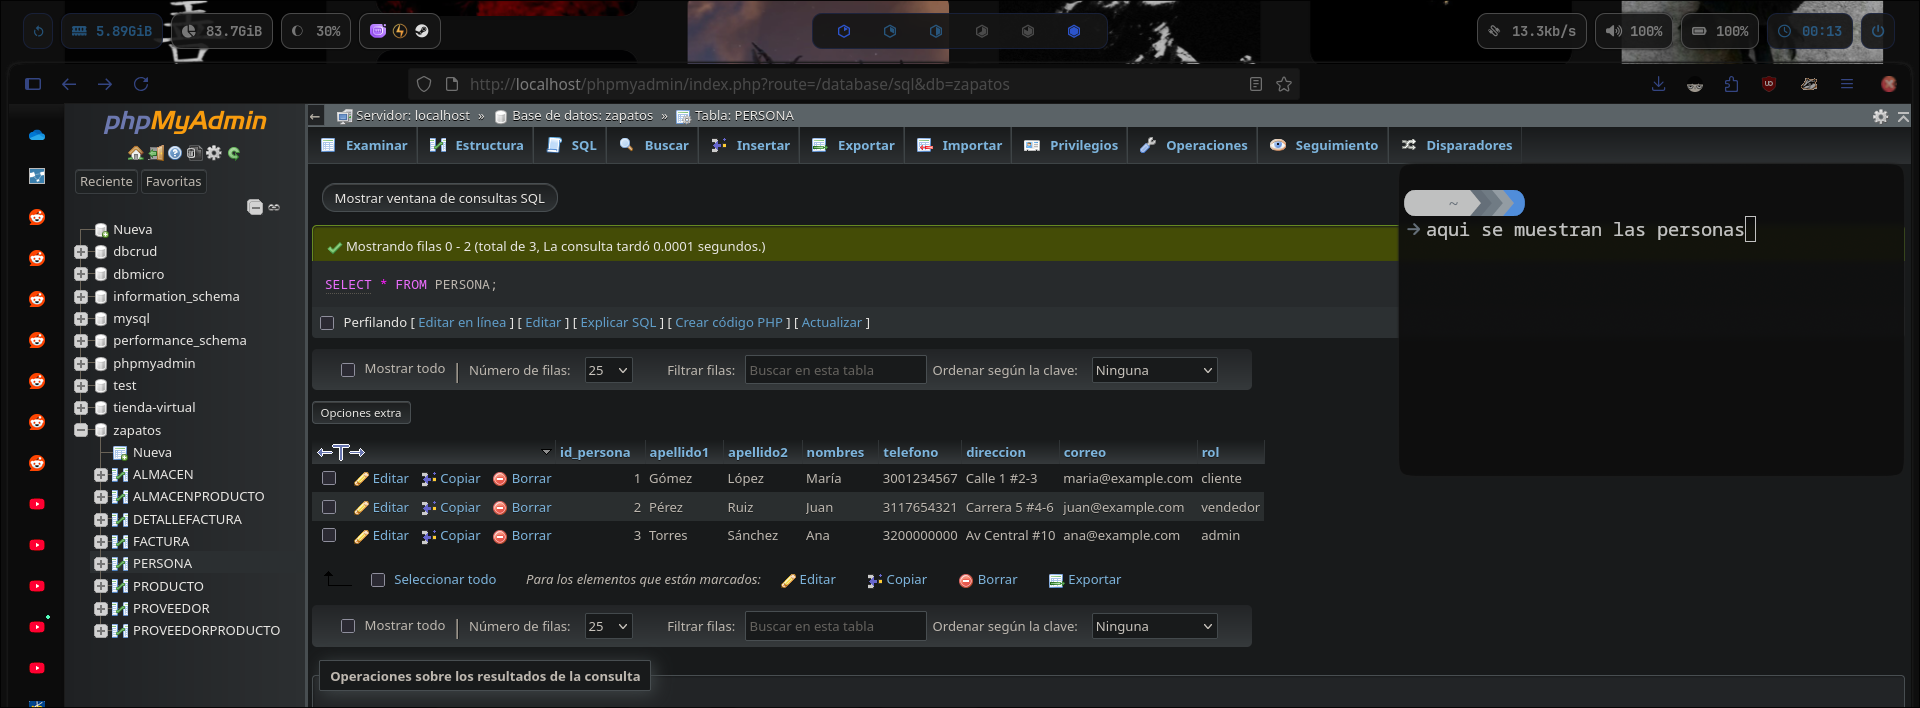 5.89GiB 83.7GiB 30% 13.3kb/s 100% 100% 00:13
http://localhost/phpmyadmin/index.php?route=/database/sql&db=zapatos
phpMyAdmin
Reciente Favoritas
Nueva
dbcrud
dbmicro
information_schema
mysql
performance_schema
phpmyadmin
test
tienda-virtual
zapatos
Nueva
ALMACEN
ALMACENPRODUCTO
DETALLEFACTURA
FACTURA
PERSONA
PRODUCTO
PROVEEDOR
PROVEEDORPRODUCTO
← Servidor: localhost » Base de datos: zapatos » Tabla: PERSONA
Examinar Estructura SQL Buscar Insertar Exportar Importar Privilegios Operaciones Seguimiento Disparadores
Mostrar ventana de consultas SQL
Mostrando filas 0 - 2 (total de 3, La consulta tardó 0.0001 segundos.)
SELECT * FROM PERSONA;
Perfilando [ Editar en línea ] [ Editar ] [ Explicar SQL ] [ Crear código PHP ] [ Actualizar ]
Mostrar todo | Número de filas: 25 Filtrar filas: Buscar en esta tabla Ordenar según la clave: Ninguna
Opciones extra
←T→ id_persona apellido1 apellido2 nombres telefono direccion correo rol
Editar Copiar Borrar 1 Gómez López María 3001234567 Calle 1 #2-3 maria@example.com cliente
Editar Copiar Borrar 2 Pérez Ruiz Juan 3117654321 Carrera 5 #4-6 juan@example.com vendedor
Editar Copiar Borrar 3 Torres Sánchez Ana 3200000000 Av Central #10 ana@example.com admin
Seleccionar todo Para los elementos que están marcados: Editar Copiar Borrar Exportar
Mostrar todo | Número de filas: 25 Filtrar filas: Buscar en esta tabla Ordenar según la clave: Ninguna
Operaciones sobre los resultados de la consulta
~
→ aqui se muestran las personas